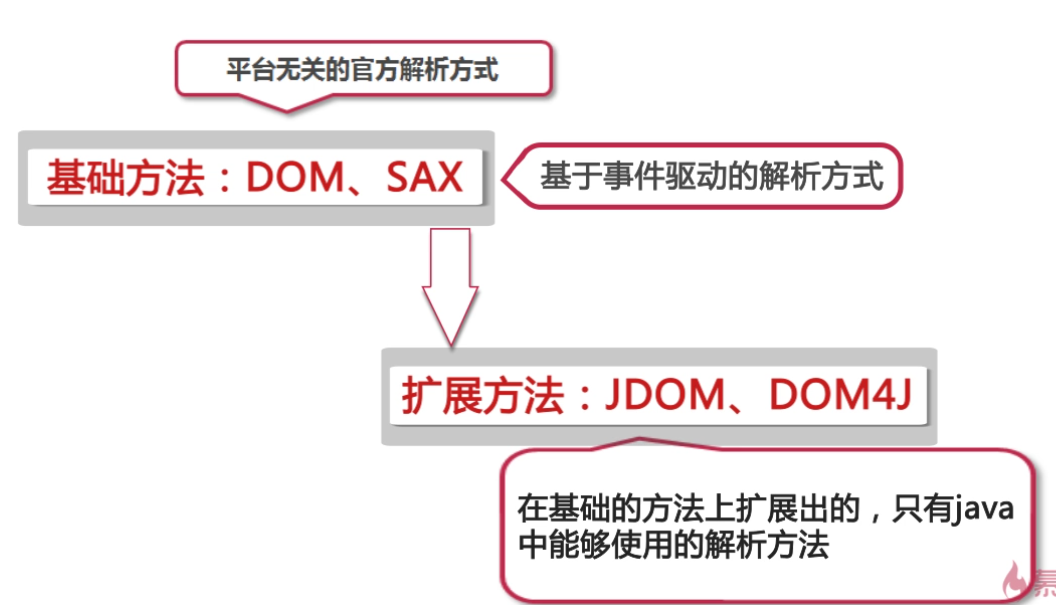 平台无关的官方解析方式
基础方法：DOM、SAX
基于事件驱动的解析方式
扩展方法：JDOM、DOM4J
在基础的方法上扩展出的，只有java
中能够使用的解析方法